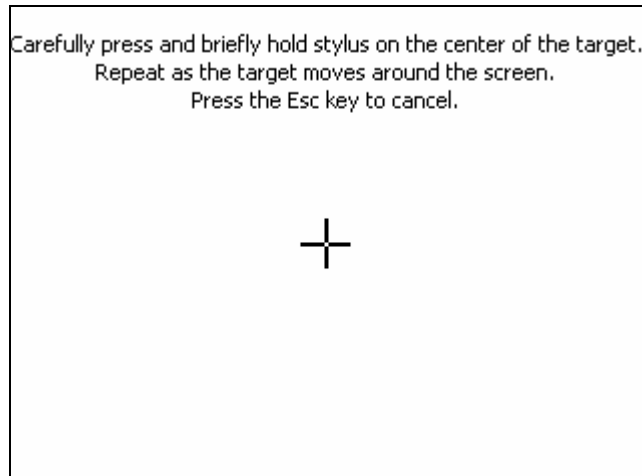 Carefully press and briefly hold stylus on the center of the target.
Repeat as the target moves around the screen.
Press the Esc key to cancel.